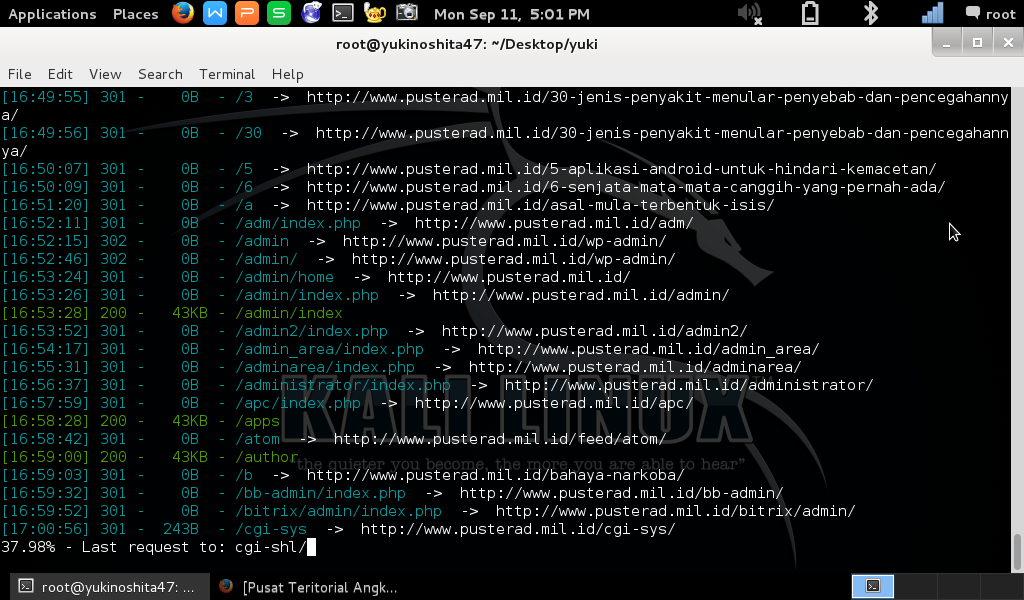 Applications Places Mon Sep 11, 5:01 PM root
root@yukinoshita47: ~/Desktop/yuki
File Edit View Search Terminal Help
[16:49:55] 301 - 0B - /3 -> http://www.pusterad.mil.id/30-jenis-penyakit-menular-penyebab-dan-pencegahanny
a/
[16:49:56] 301 - 0B - /30 -> http://www.pusterad.mil.id/30-jenis-penyakit-menular-penyebab-dan-pencegahann
ya/
[16:50:07] 301 - 0B - /5 -> http://www.pusterad.mil.id/5-aplikasi-android-untuk-hindari-kemacetan/
[16:50:09] 301 - 0B - /6 -> http://www.pusterad.mil.id/6-senjata-mata-mata-canggih-yang-pernah-ada/
[16:51:20] 301 - 0B - /a -> http://www.pusterad.mil.id/asal-mula-terbentuk-isis/
[16:52:11] 301 - 0B - /adm/index.php -> http://www.pusterad.mil.id/adm/
[16:52:15] 302 - 0B - /admin -> http://www.pusterad.mil.id/wp-admin/
[16:52:46] 302 - 0B - /admin/ -> http://www.pusterad.mil.id/wp-admin/
[16:53:24] 301 - 0B - /admin/home -> http://www.pusterad.mil.id/
[16:53:26] 301 - 0B - /admin/index.php -> http://www.pusterad.mil.id/admin/
[16:53:28] 200 - 43KB - /admin/index
[16:53:52] 301 - 0B - /admin2/index.php -> http://www.pusterad.mil.id/admin2/
[16:54:17] 301 - 0B - /admin_area/index.php -> http://www.pusterad.mil.id/admin_area/
[16:55:31] 301 - 0B - /adminarea/index.php -> http://www.pusterad.mil.id/adminarea/
[16:56:37] 301 - 0B - /administrator/index.php -> http://www.pusterad.mil.id/administrator/
[16:57:59] 301 - 0B - /apc/index.php -> http://www.pusterad.mil.id/apc/
[16:58:28] 200 - 43KB - /apps
[16:58:42] 301 - 0B - /atom -> http://www.pusterad.mil.id/feed/atom/
[16:59:00] 200 - 43KB - /author
[16:59:03] 301 - 0B - /b -> http://www.pusterad.mil.id/bahaya-narkoba/
[16:59:32] 301 - 0B - /bb-admin/index.php -> http://www.pusterad.mil.id/bb-admin/
[16:59:52] 301 - 0B - /bitrix/admin/index.php -> http://www.pusterad.mil.id/bitrix/admin/
[17:00:56] 301 - 243B - /cgi-sys -> http://www.pusterad.mil.id/cgi-sys/
37.98% - Last request to: cgi-shl/
KALI LINUX
"the quieter you become, the more you are able to hear"
root@yukinoshita47: ... [Pusat Teritorial Angk...